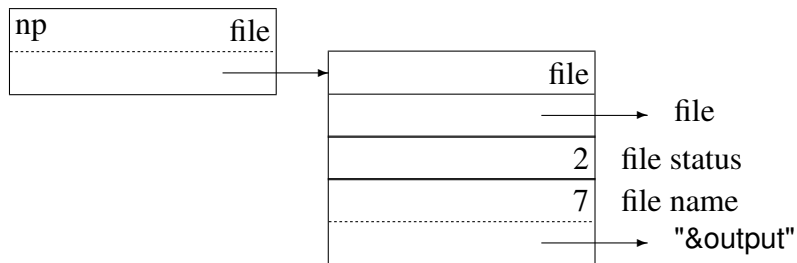 np file
file
file
2 file status
7 file name
"&output"